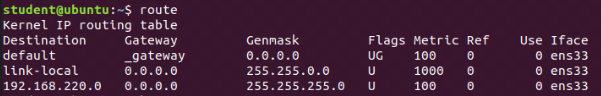 student@ubuntu:~$ route
Kernel IP routing table
Destination     Gateway         Genmask         Flags Metric Ref    Use Iface
default         _gateway        0.0.0.0         UG    100    0        0 ens33
link-local      0.0.0.0         255.255.0.0     U     1000   0        0 ens33
192.168.220.0   0.0.0.0         255.255.255.0   U     100    0        0 ens33